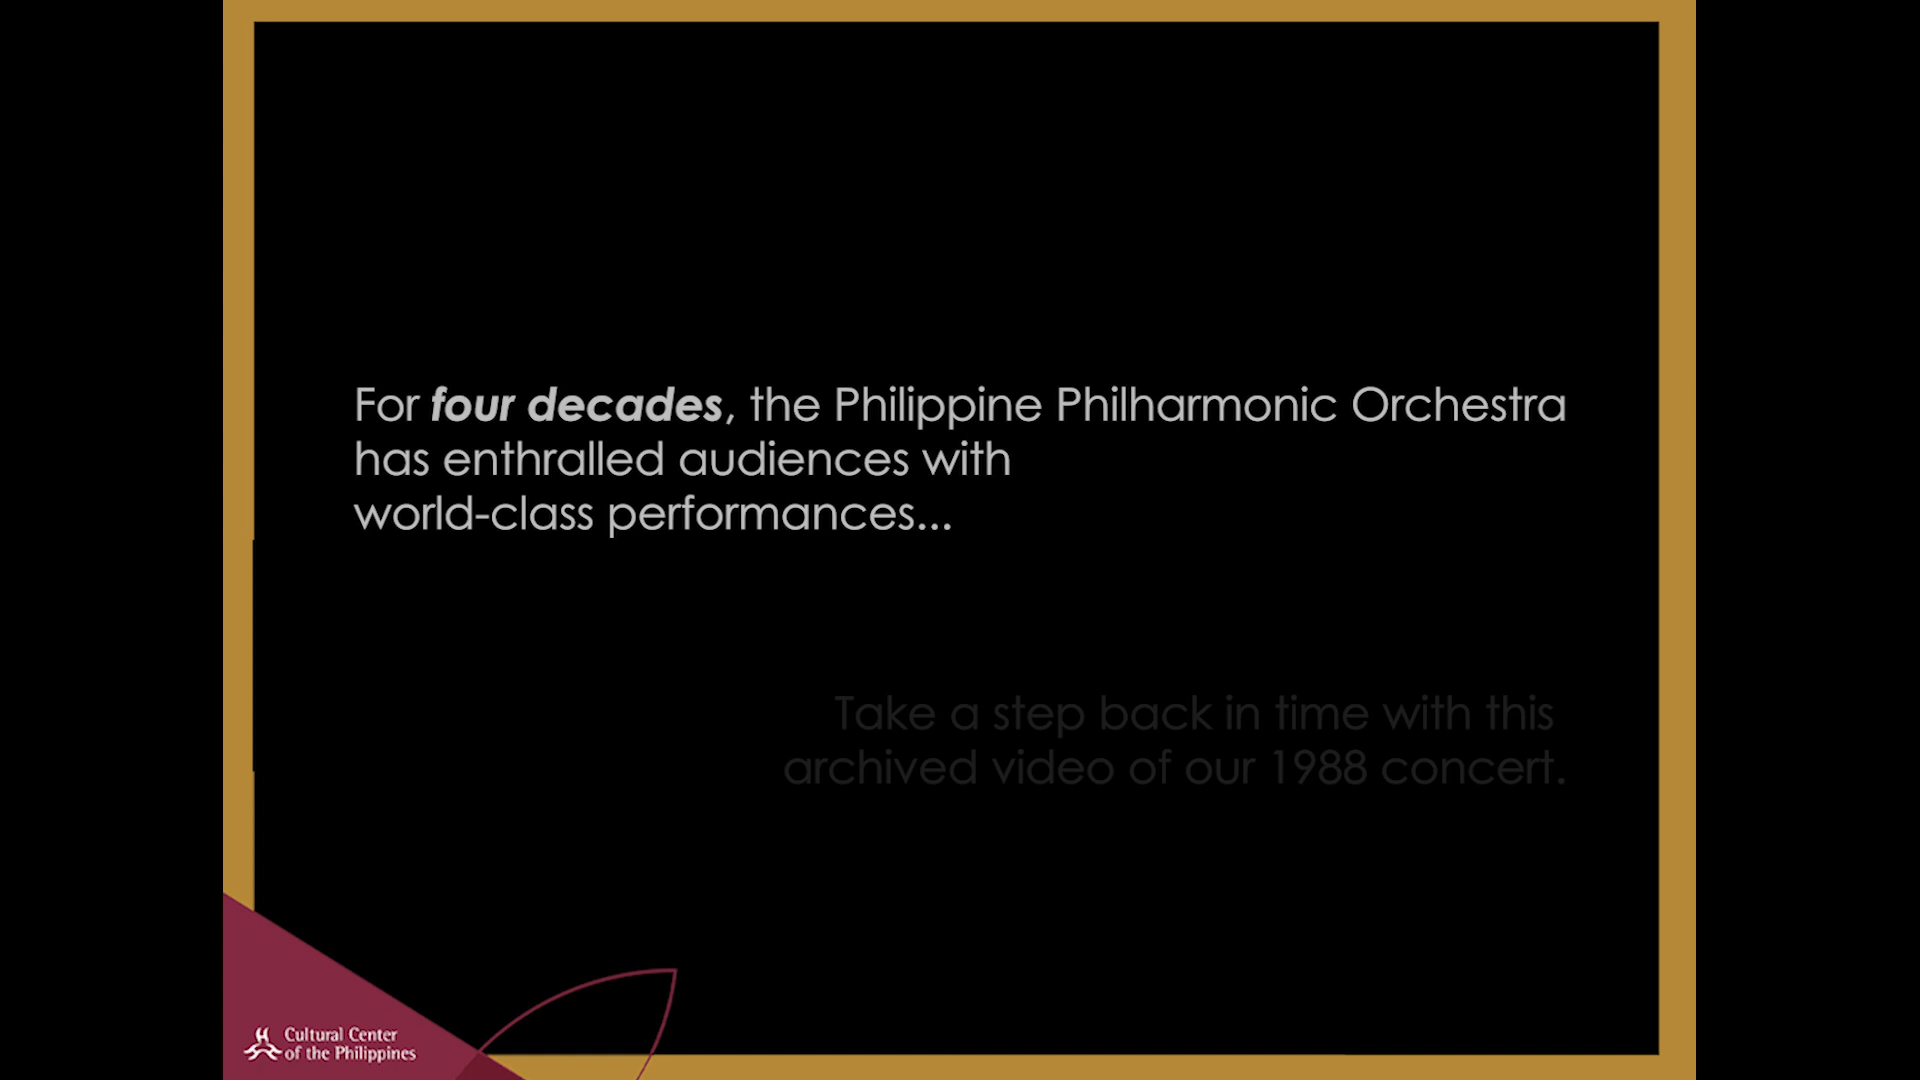 For four decades, the Philippine Philharmonic Orchestra
has enthralled audiences with
world-class performances...
Take a step back in time with this
archived video of our 1988 concert.
Cultural Center
of the Philippines